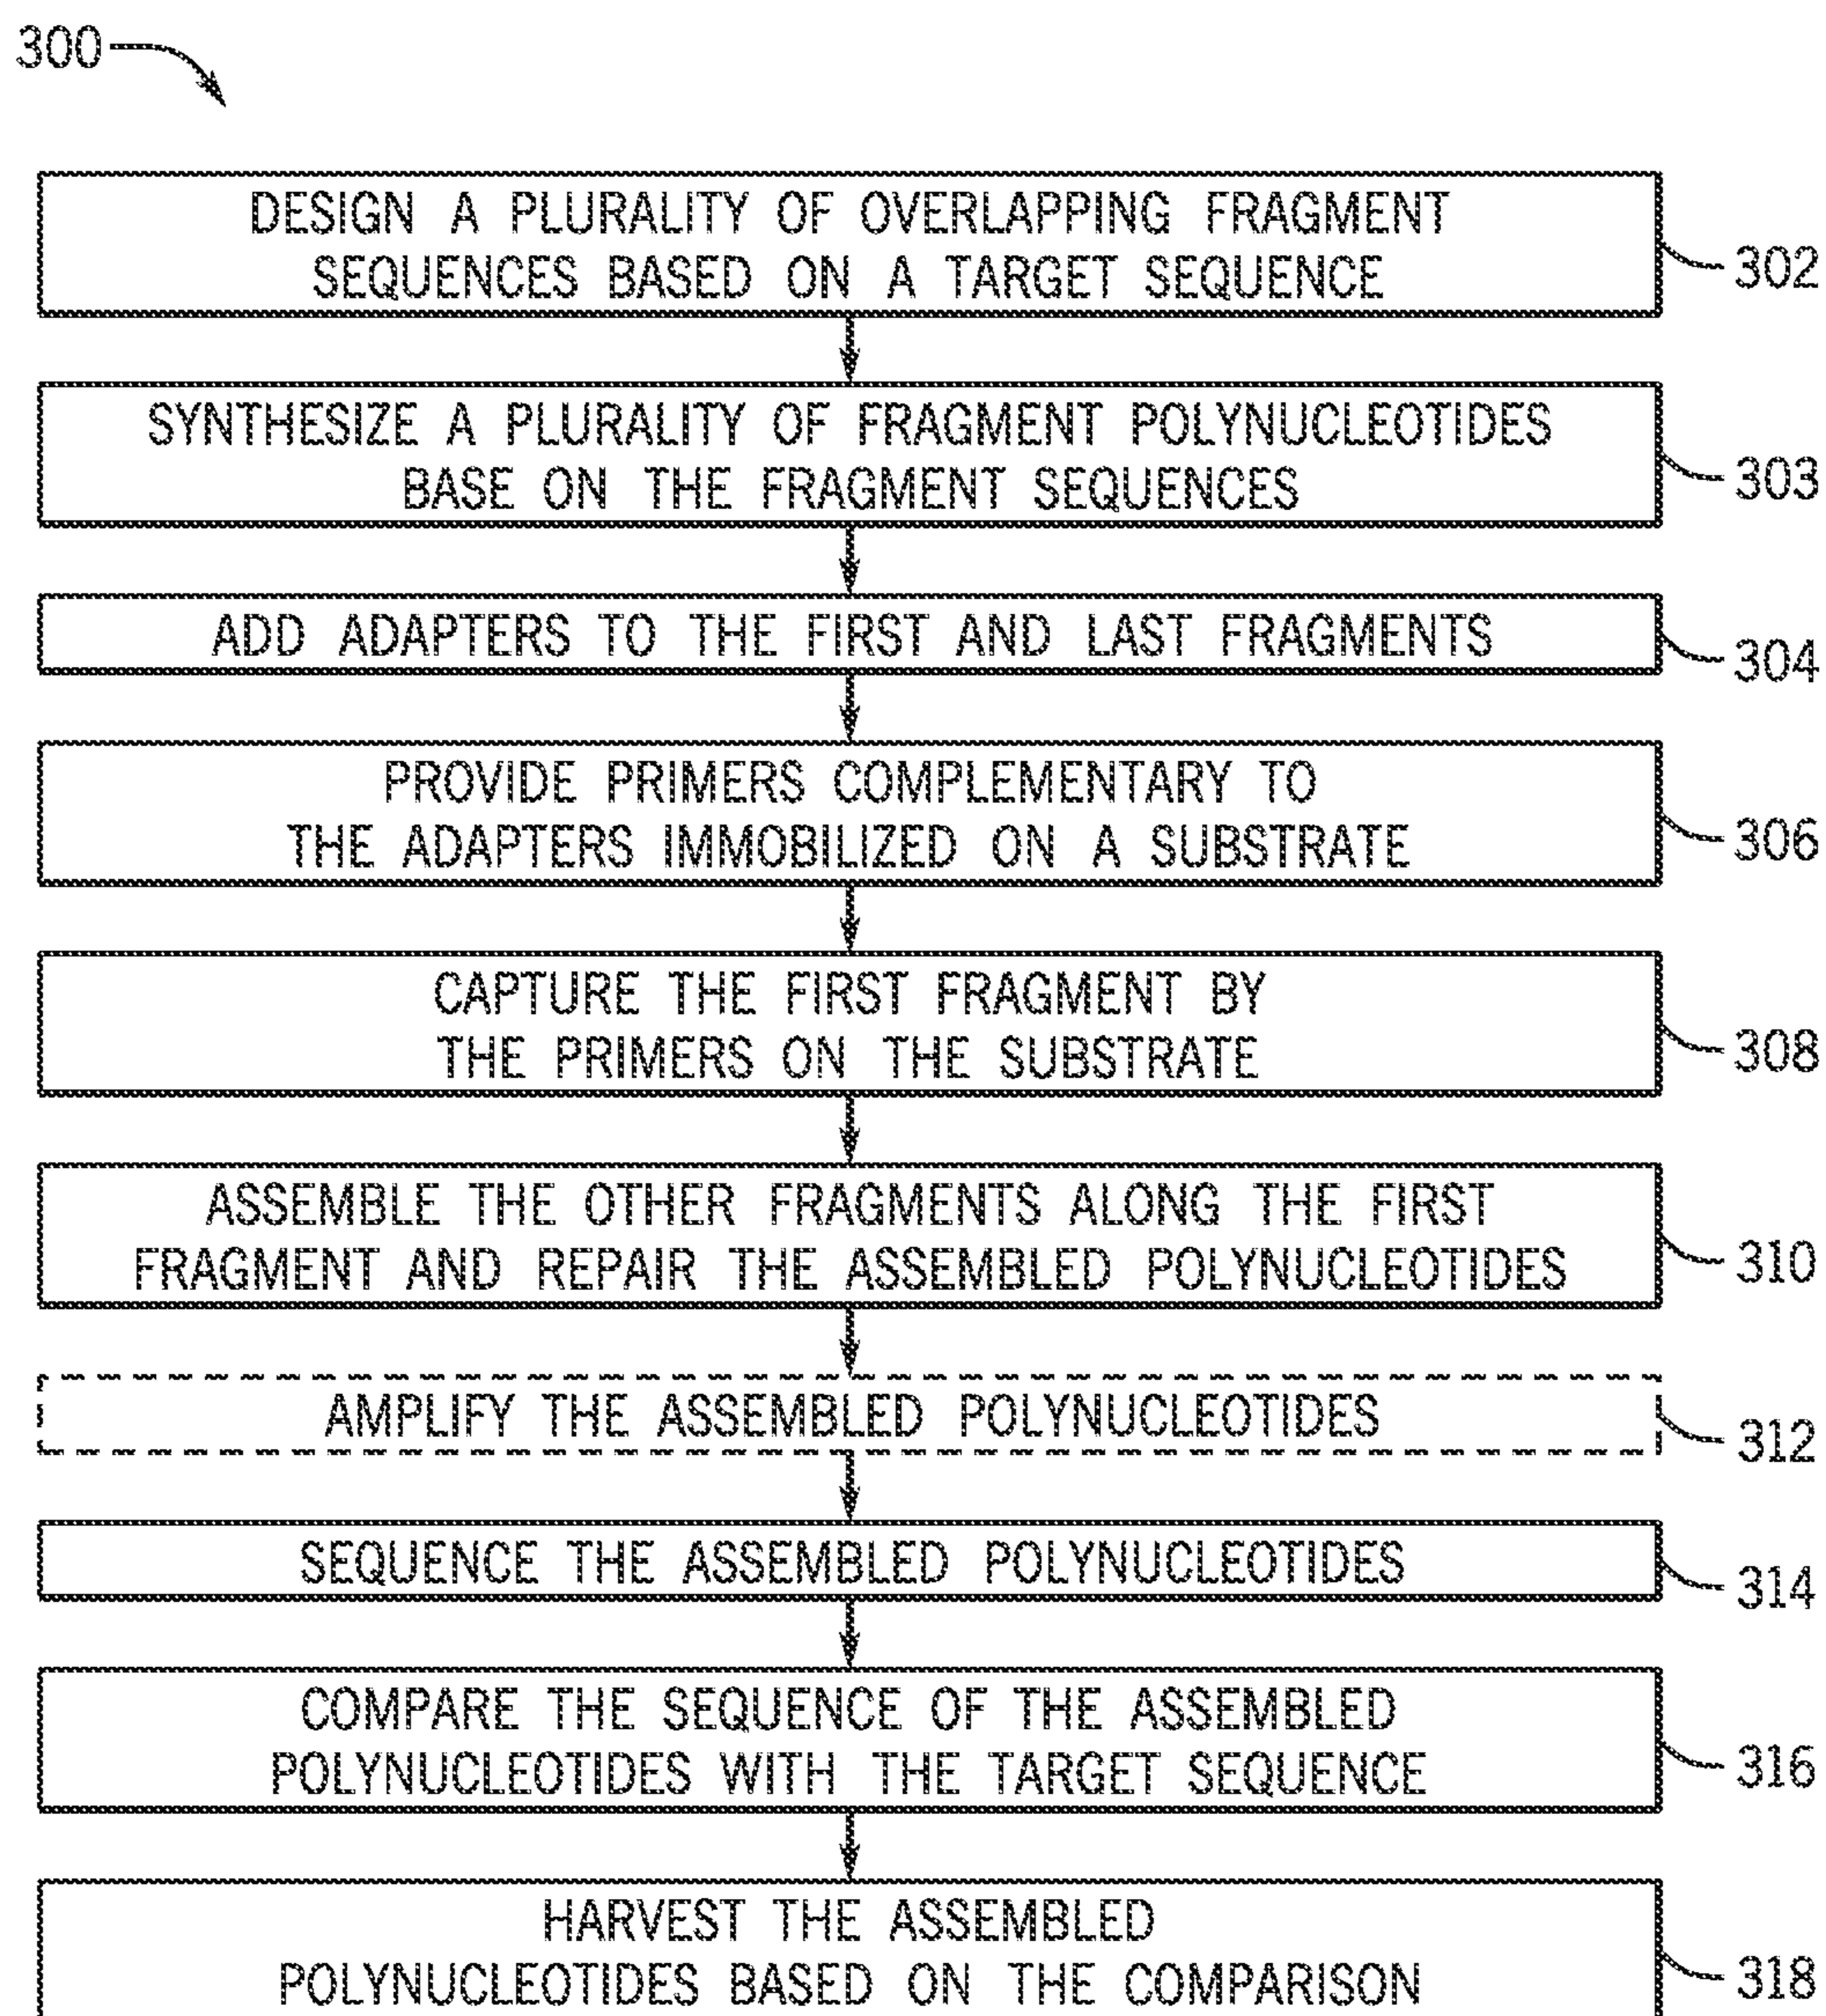 300
DESIGN A PLURALITY OF OVERLAPPING FRAGMENT
SEQUENCES BASED ON A TARGET SEQUENCE
302
SYNTHESIZE A PLURALITY OF FRAGMENT POLYNUCLEOTIDES
BASE ON THE FRAGMENT SEQUENCES
303
ADD ADAPTERS TO THE FIRST AND LAST FRAGMENTS
304
PROVIDE PRIMERS COMPLEMENTARY TO
THE ADAPTERS IMMOBILIZED ON A SUBSTRATE
306
CAPTURE THE FIRST FRAGMENT BY
THE PRIMERS ON THE SUBSTRATE
308
ASSEMBLE THE OTHER FRAGMENTS ALONG THE FIRST
FRAGMENT AND REPAIR THE ASSEMBLED POLYNUCLEOTIDES
310
AMPLIFY THE ASSEMBLED POLYNUCLEOTIDES
312
SEQUENCE THE ASSEMBLED POLYNUCLEOTIDES
314
COMPARE THE SEQUENCE OF THE ASSEMBLED
POLYNUCLEOTIDES WITH THE TARGET SEQUENCE
316
HARVEST THE ASSEMBLED
POLYNUCLEOTIDES BASED ON THE COMPARISON
318